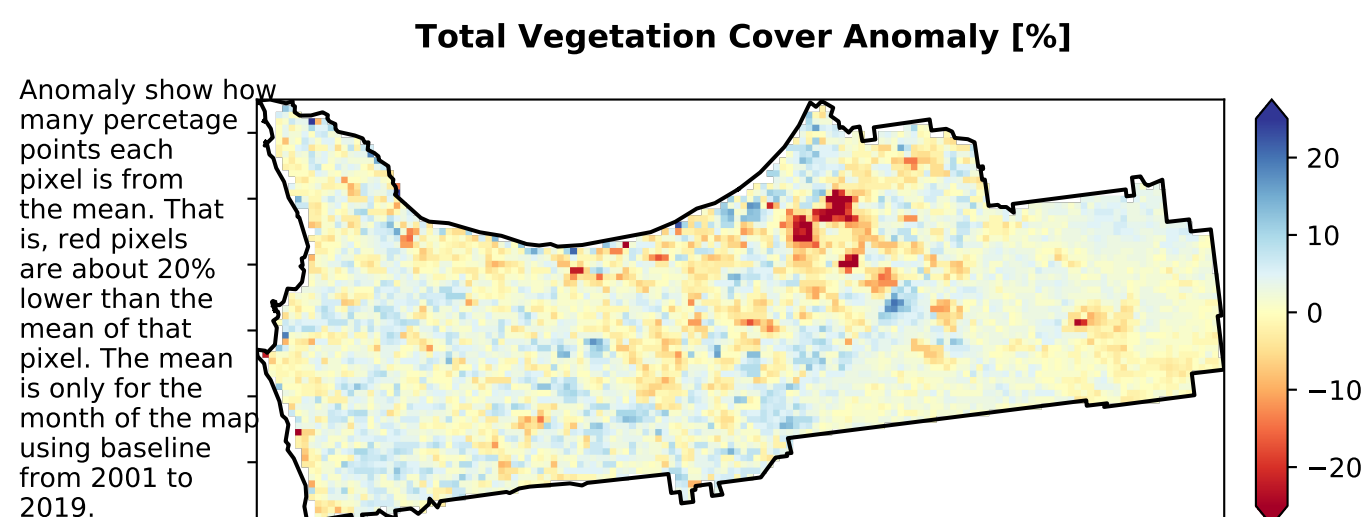 Total Vegetation Cover Anomaly [%]
Anomaly show how
many percetage
points each
pixel is from
the mean. That
is, red pixels
are about 20%
lower than the
mean of that
pixel. The mean
is only for the
month of the map
using baseline
from 2001 to
2019.
20
10
0
−10
−20